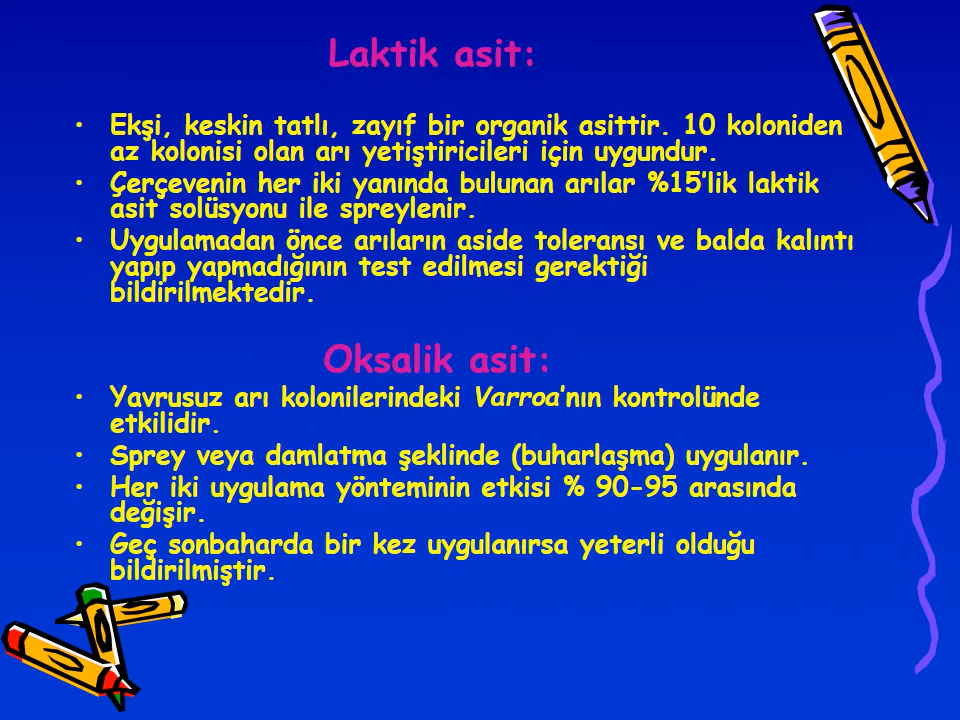 Laktik asit:
• Ekşi, keskin tatlı, zayıf bir organik asittir. 10 koloniden
az kolonisi olan arı yetiştiricileri için uygundur.
• Çerçevenin her iki yanında bulunan arılar %15’lik laktik
asit solüsyonu ile spreylenir.
• Uygulamadan önce arıların aside toleransı ve balda kalıntı
yapıp yapmadığının test edilmesi gerektiği
bildirilmektedir.
Oksalik asit:
• Yavrusuz arı kolonilerindeki Varroa’nın kontrolünde
etkilidir.
• Sprey veya damlatma şeklinde (buharlaşma) uygulanır.
• Her iki uygulama yönteminin etkisi % 90-95 arasında
değişir.
• Geç sonbaharda bir kez uygulanırsa yeterli olduğu
bildirilmiştir.